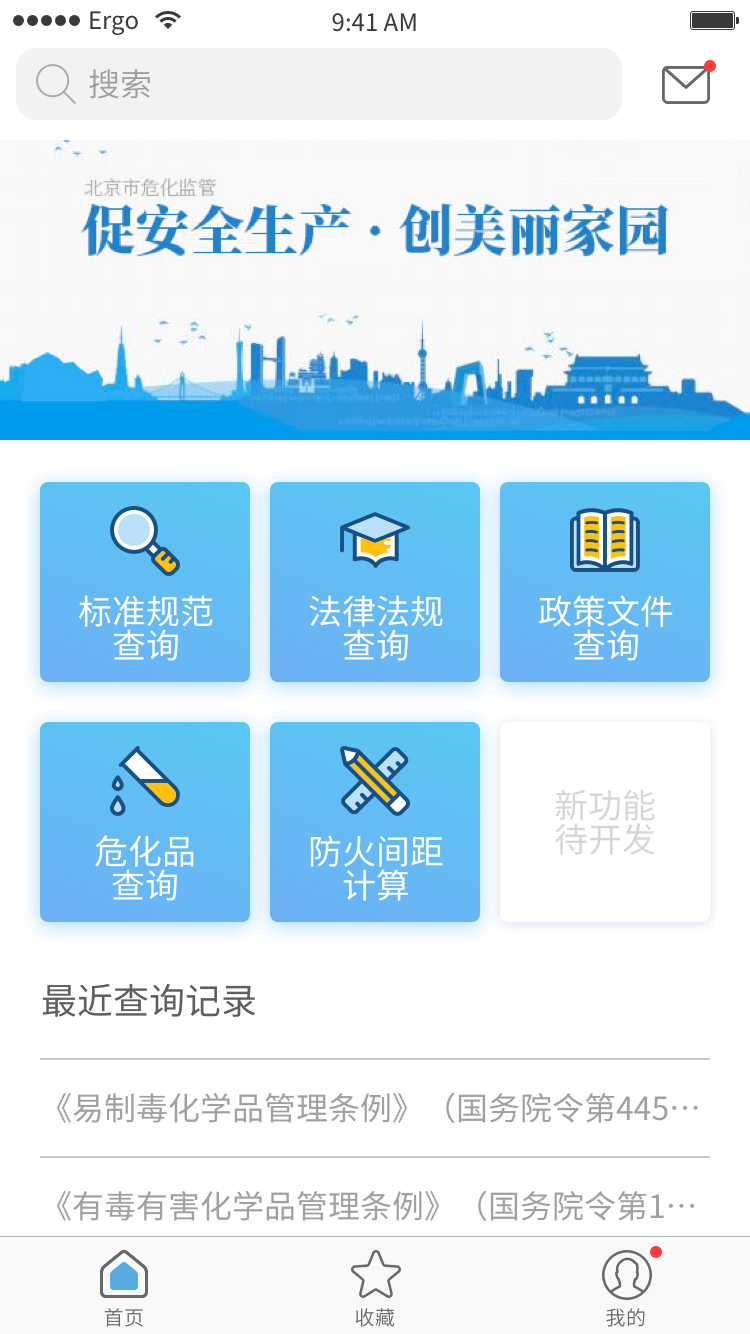 Ergo
9:41 AM
搜索
北京市危化监管
促安全生产·创美丽家园
标准规范
查询
法律法规
查询
政策文件
查询
危化品
查询
防火间距
计算
新功能
待开发
最近查询记录
《易制毒化学品管理条例》（国务院令第445…
《有毒有害化学品管理条例》（国务院令第1…
首页
收藏
我的